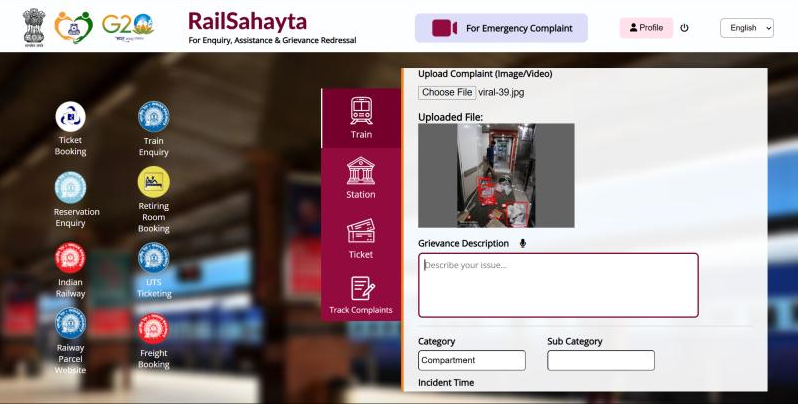 G20
RailSahayta
For Enquiry, Assistance & Grievance Redressal
For Emergency Complaint
Profile
English
Ticket
Booking
Train
Enquiry
Reservation
Enquiry
Retiring
Room
Booking
Indian
Railway
UTS
Ticketing
Raiway
Parcel
Website
Freight
Booking
Train
Station
Ticket
Track Complaints
Upload Complaint (Image/Video)
Choose File viral-39.jpg
Uploaded File:
Grievance Description
Describe your issue...
Category
Sub Category
Compartment
Incident Time